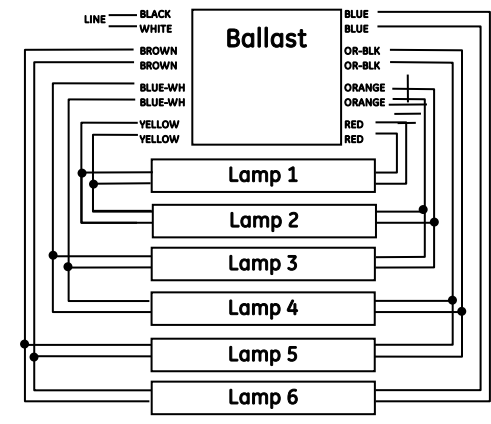 LINE
BLACK
WHITE
BROWN
BROWN
BLUE-WH
BLUE-WH
YELLOW
YELLOW
Ballast
BLUE
BLUE
OR-BLK
OR-BLK
ORANGE
ORANGE
RED
RED
Lamp 1
Lamp 2
Lamp 3
Lamp 4
Lamp 5
Lamp 6